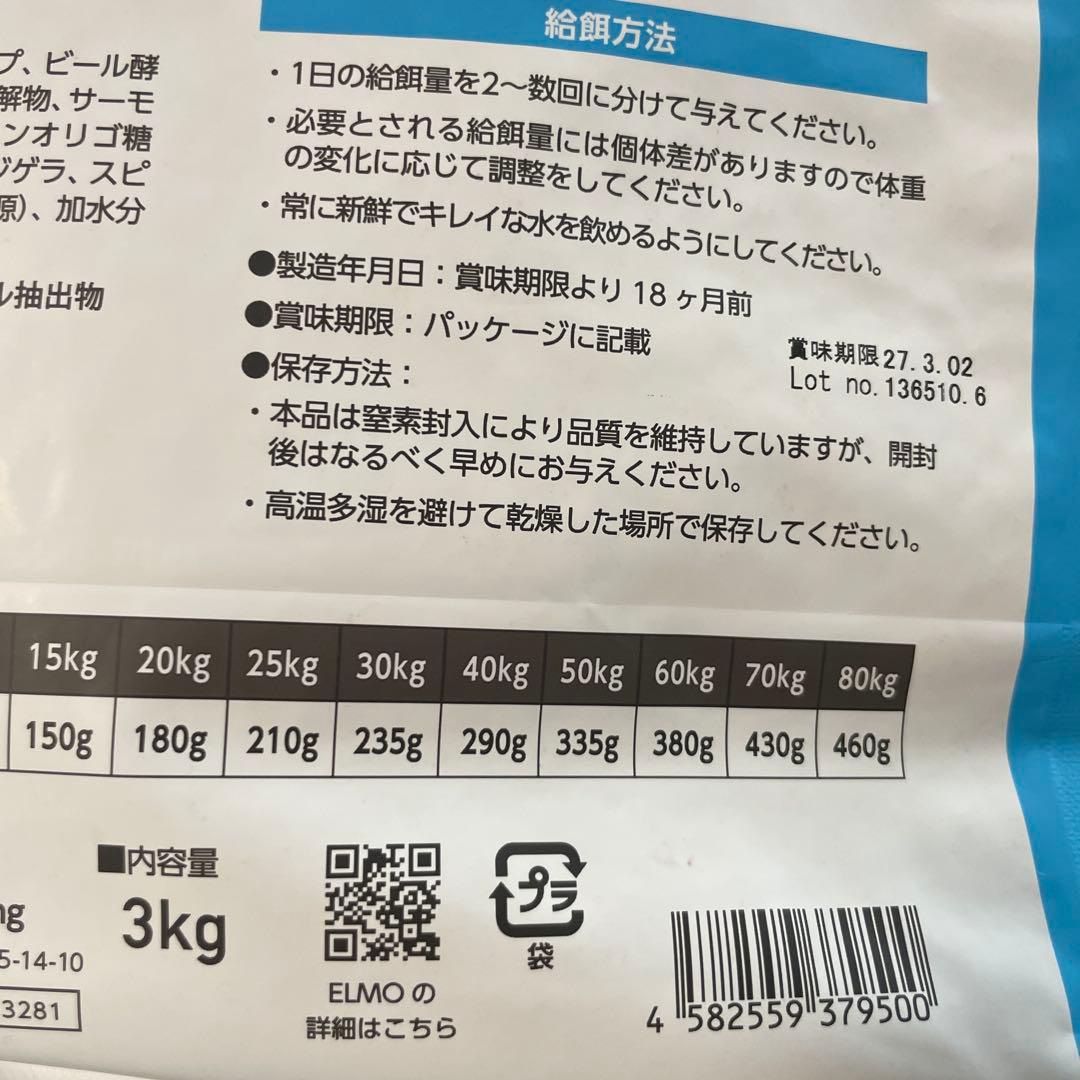 給餌方法
・1日の給餌量を2〜数回に分けて与えてください。
・必要とされる給餌量には個体差がありますので体重
の変化に応じて調整をしてください。
・常に新鮮でキレイな水を飲めるようにしてください。
●製造年月日：賞味期限より18ヶ月前
●賞味期限：パッケージに記載
賞味期限27.3.02
Lot no.136510.6
●保存方法：
・本品は窒素封入により品質を維持していますが、開封
後はなるべく早めにお与えください。
・高温多湿を避けて乾燥した場所で保存してください。
プ、ビール酵
解物、サーモ
ンオリゴ糖
ジゲラ、スピ
源)、加水分
ル抽出物
15kg 20kg 25kg 30kg 40kg 50kg 60kg 70kg 80kg
150g 180g 210g 235g 290g 335g 380g 430g 460g
■内容量
3kg
ng
5-14-10
3281
ELMOの
詳細はこちら
プラ
袋
4 582559 379500